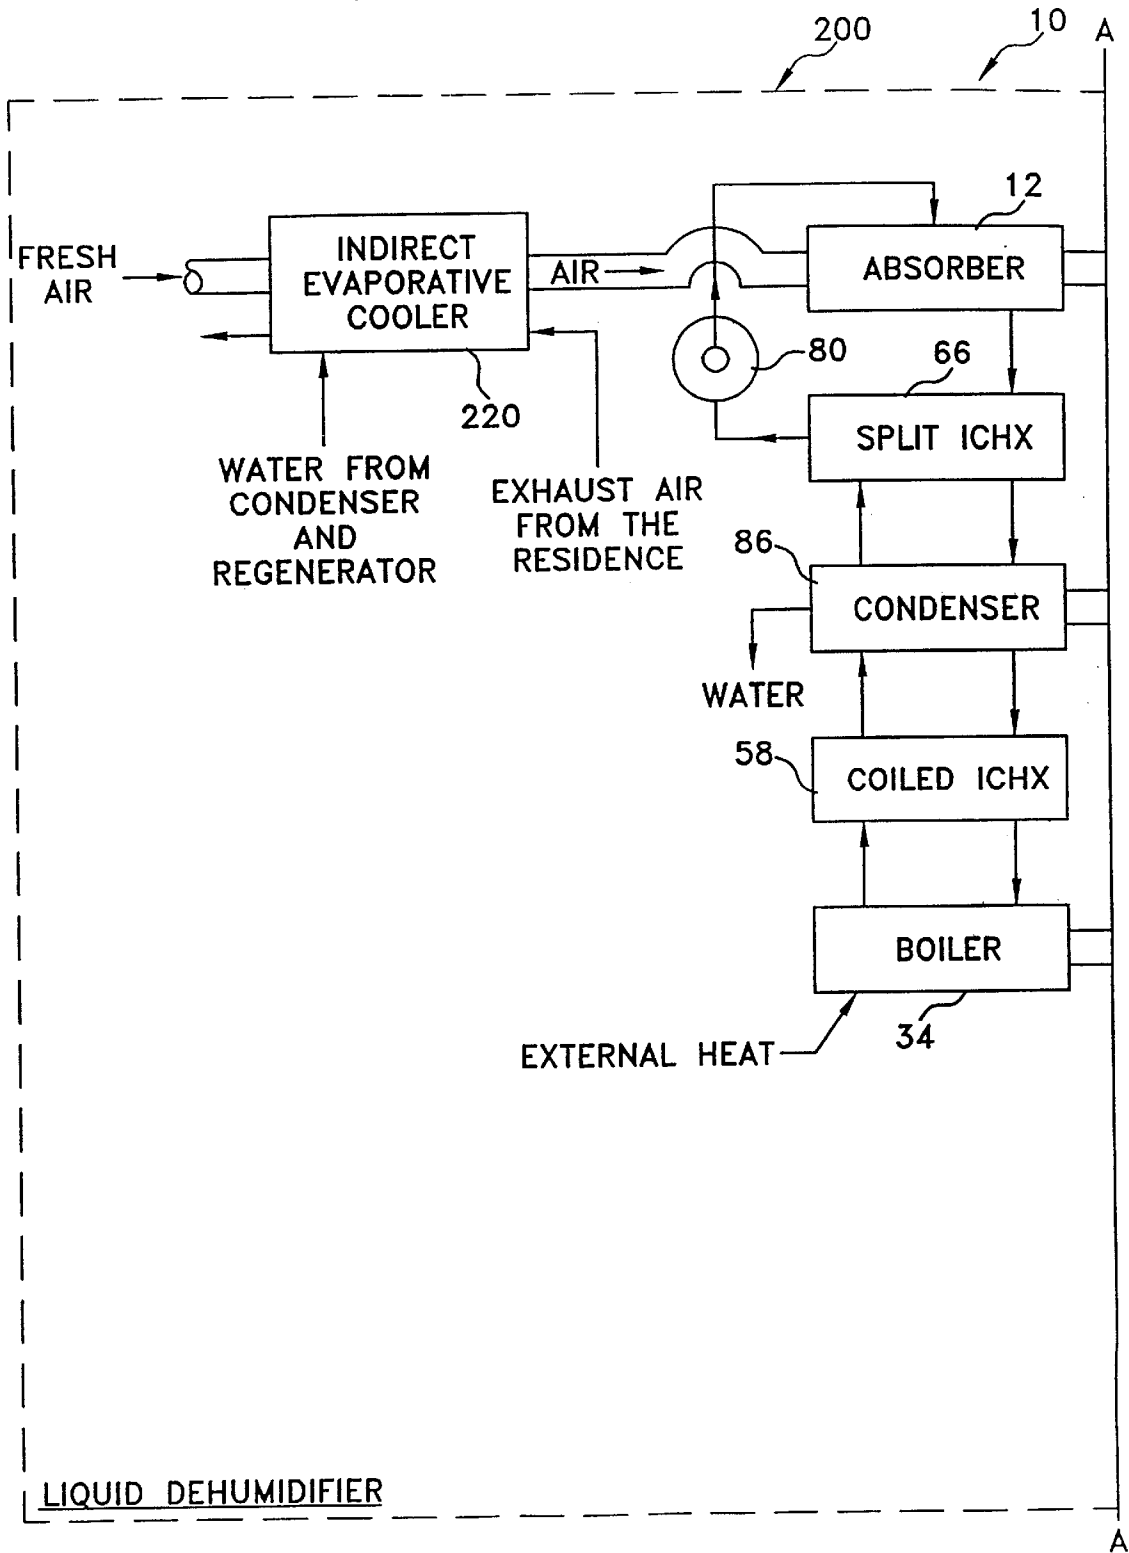 200
10
A
12
FRESH
AIR
INDIRECT
EVAPORATIVE
COOLER
AIR
ABSORBER
80
66
220
SPLIT ICHX
WATER FROM
CONDENSER
AND
REGENERATOR
EXHAUST AIR
FROM THE
RESIDENCE
86
CONDENSER
WATER
58
COILED ICHX
BOILER
34
EXTERNAL HEAT
LIQUID DEHUMIDIFIER
A